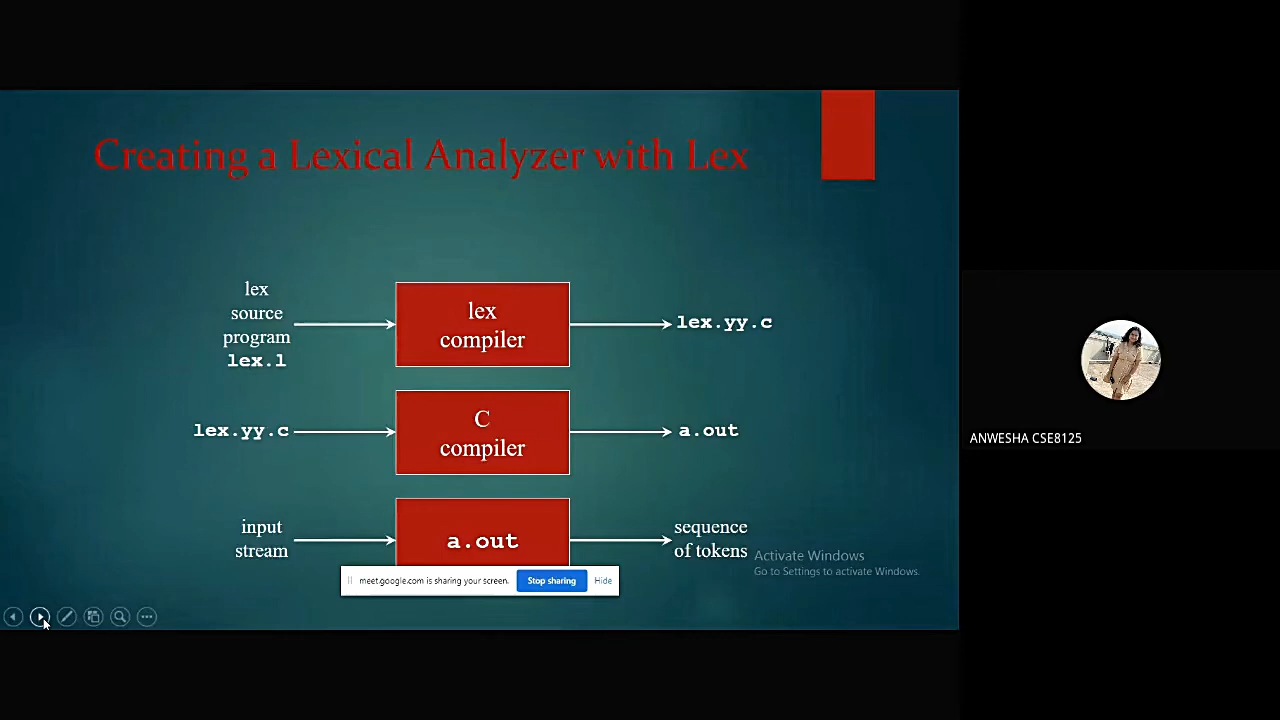 Creating a Lexical Analyzer with Lex
lex
source
program
lex.l
lex
compiler
lex.yy.c
lex.yy.c
C
compiler
a.out
input
stream
a.out
sequence
of tokens
Activate Windows
Go to Settings to activate Windows.
meet.google.com is sharing your screen.
Stop sharing
Hide
ANWESHA CSE8125